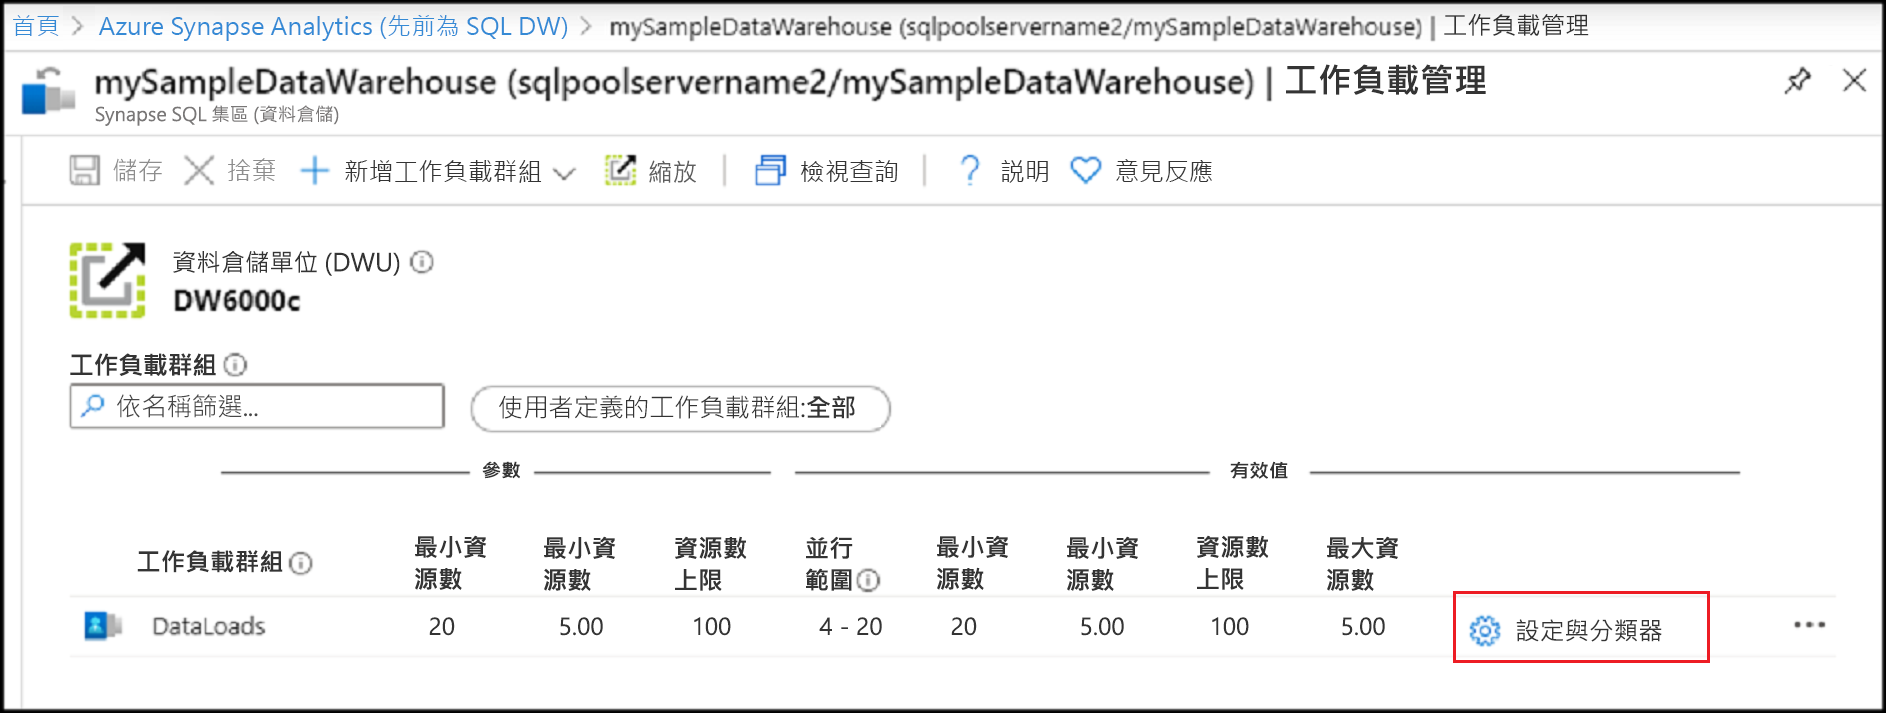 首頁 > Azure Synapse Analytics (先前為 SQL DW) > mySampleDataWarehouse (sqlpoolservername2/mySampleDataWarehouse) | 工作負載管理
mySampleDataWarehouse (sqlpoolservername2/mySampleDataWarehouse) | 工作負載管理
Synapse SQL 集區 (資料倉儲)
儲存 捨棄 新增工作負載群組 縮放 | 檢視查詢 | ? 説明 意見反應
資料倉儲單位 (DWU)
DW6000c
工作負載群組
依名稱篩選... 使用者定義的工作負載群組:全部
參數 有效值
工作負載群組 最小資源數 最小資源數 資源數上限 並行範圍 最小資源數 最小資源數 資源數上限 最大資源數
DataLoads 20 5.00 100 4 - 20 20 5.00 100 5.00 設定與分類器 ...